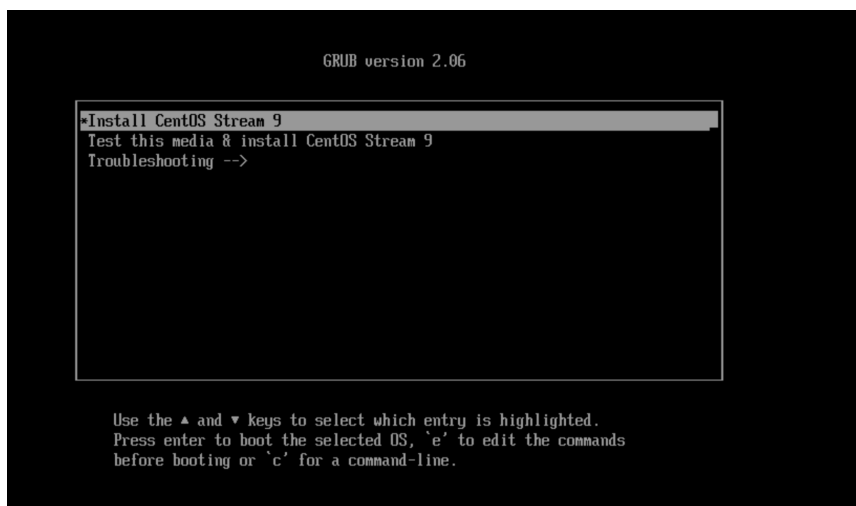 GRUB version 2.06
*Install CentOS Stream 9
Test this media & install CentOS Stream 9
Troubleshooting -->
Use the ▲ and ▼ keys to select which entry is highlighted.
Press enter to boot the selected OS, `e' to edit the commands
before booting or `c' for a command-line.